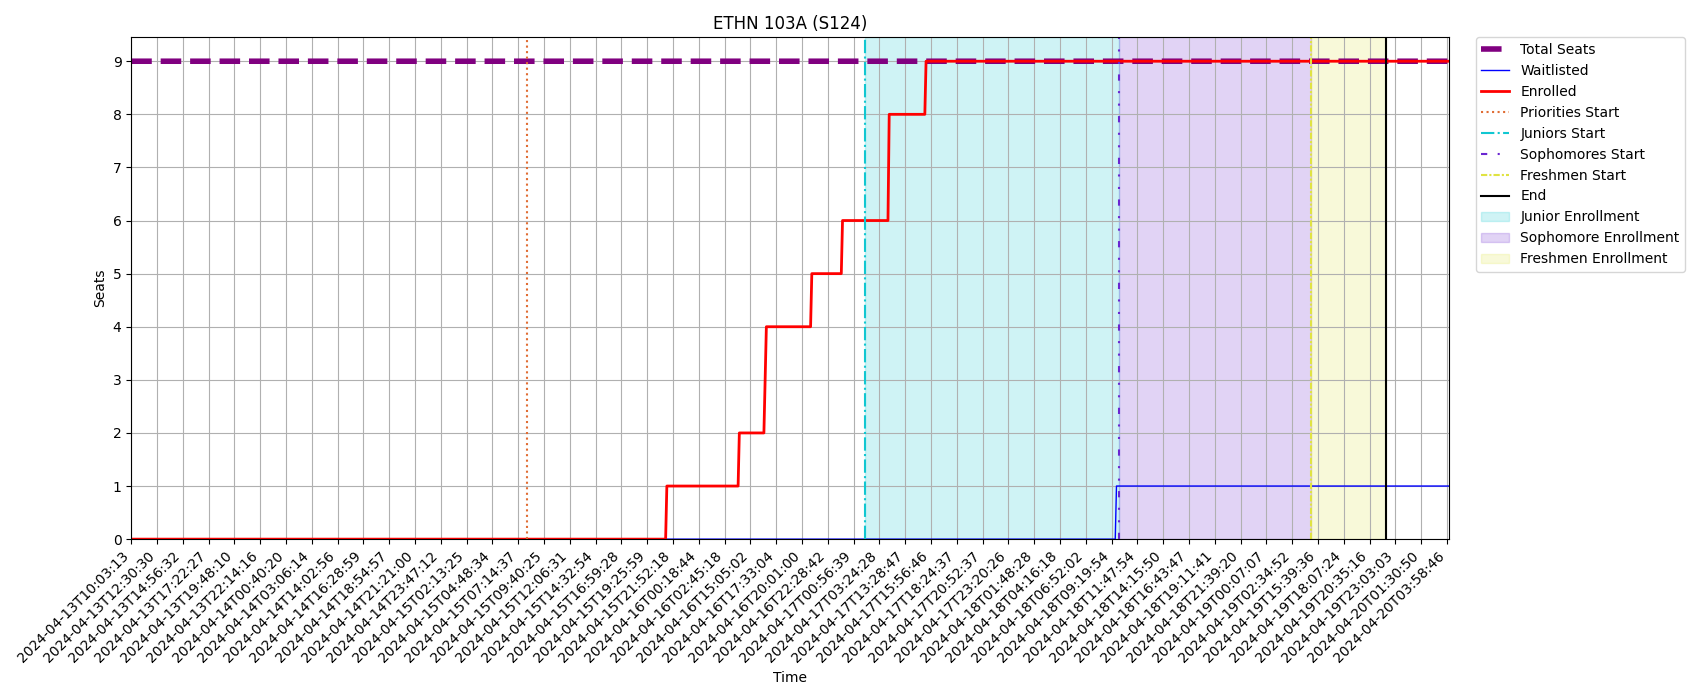 ETHN 103A (S124)
Seats
9
8
7
6
5
4
3
2
1
0
2024-04-13T10:03:13
2024-04-13T12:30:30
2024-04-13T14:56:32
2024-04-13T17:22:27
2024-04-13T19:48:10
2024-04-13T22:14:16
2024-04-14T00:40:20
2024-04-14T03:06:14
2024-04-14T14:02:56
2024-04-14T16:28:59
2024-04-14T18:54:57
2024-04-14T21:21:00
2024-04-14T23:47:12
2024-04-15T02:13:25
2024-04-15T04:48:34
2024-04-15T07:14:37
2024-04-15T09:40:25
2024-04-15T12:06:31
2024-04-15T14:32:54
2024-04-15T16:59:28
2024-04-15T19:25:59
2024-04-15T21:52:18
2024-04-16T00:18:44
2024-04-16T02:45:18
2024-04-16T15:05:02
2024-04-16T17:33:04
2024-04-16T20:01:00
2024-04-16T22:28:42
2024-04-17T00:56:39
2024-04-17T03:24:28
2024-04-17T13:28:47
2024-04-17T15:56:46
2024-04-17T18:24:37
2024-04-17T20:52:37
2024-04-17T23:20:26
2024-04-18T01:48:28
2024-04-18T04:16:18
2024-04-18T06:52:02
2024-04-18T09:19:54
2024-04-18T11:47:54
2024-04-18T14:15:50
2024-04-18T16:43:47
2024-04-18T19:11:41
2024-04-18T21:39:20
2024-04-19T00:07:07
2024-04-19T02:34:52
2024-04-19T15:39:36
2024-04-19T18:07:24
2024-04-19T20:35:16
2024-04-19T23:03:03
2024-04-20T01:30:50
2024-04-20T03:58:46
Time
Total Seats
Waitlisted
Enrolled
Priorities Start
Juniors Start
Sophomores Start
Freshmen Start
End
Junior Enrollment
Sophomore Enrollment
Freshmen Enrollment